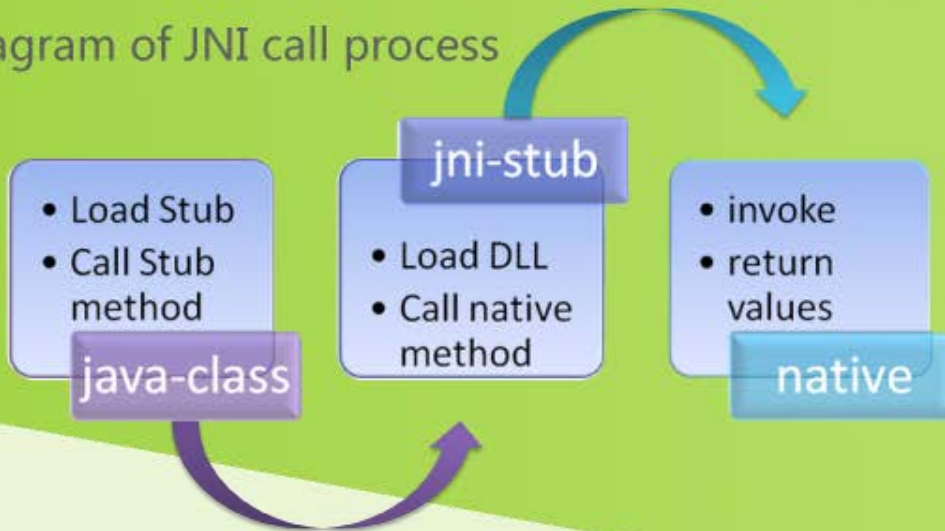 of JNI call process
• Load Stub
• Call Stub
method
java-class
jni-stub
• Load DLL
• Call native
method
• invoke
• return
values
native